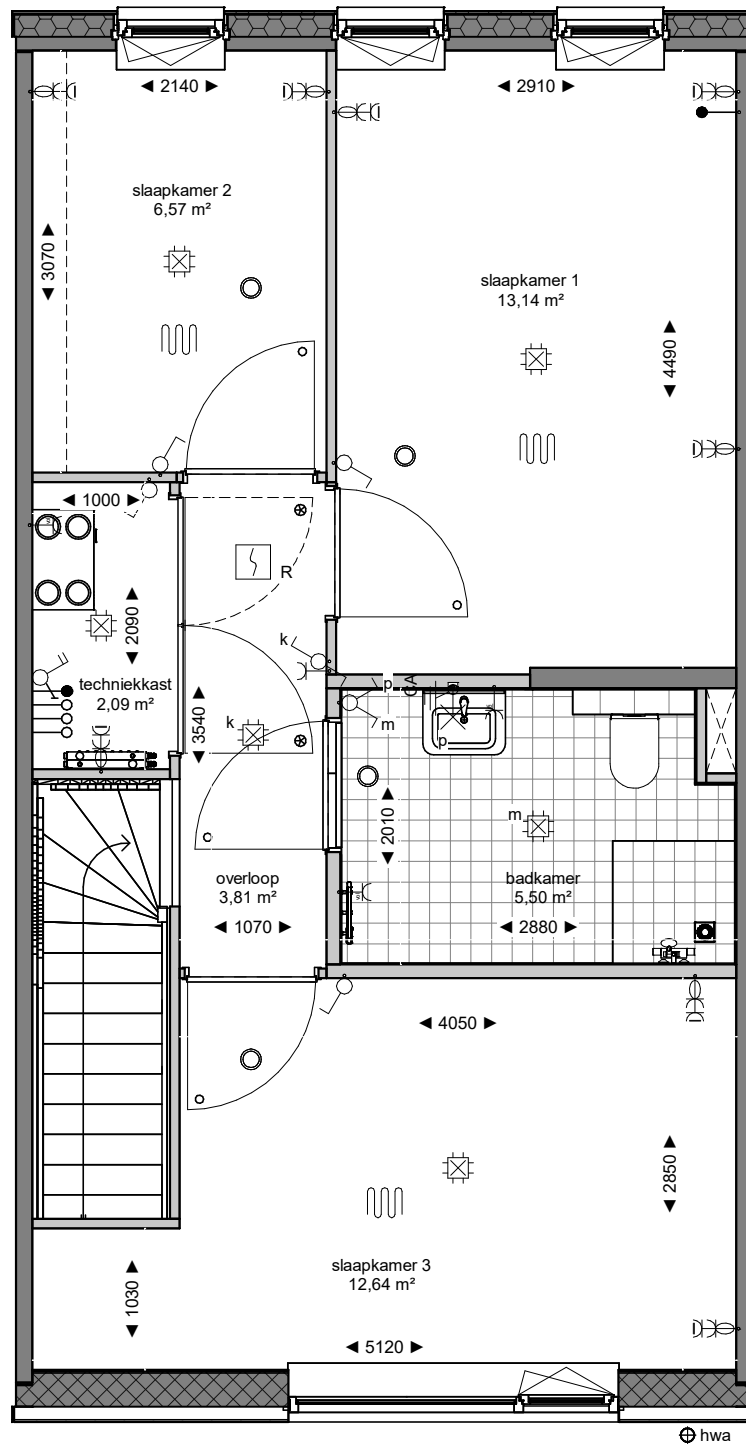 ◄ 2140 ►
◄ 2910 ►
slaapkamer 2
6,57 m²
◄ 3070 ►
slaapkamer 1
13,14 m²
◄ 4490 ►
◄ 1000 ►
R
◄ 2090 ►
k
techniekkast
2,09 m²
◄ 3540 ►
k
p
CA
m
p
◄ 2010 ►
m
overloop
3,81 m²
badkamer
5,50 m²
◄ 1070 ►
◄ 2880 ►
◄ 4050 ►
◄ 2850 ►
slaapkamer 3
12,64 m²
◄ 1030 ►
◄ 5120 ►
hwa